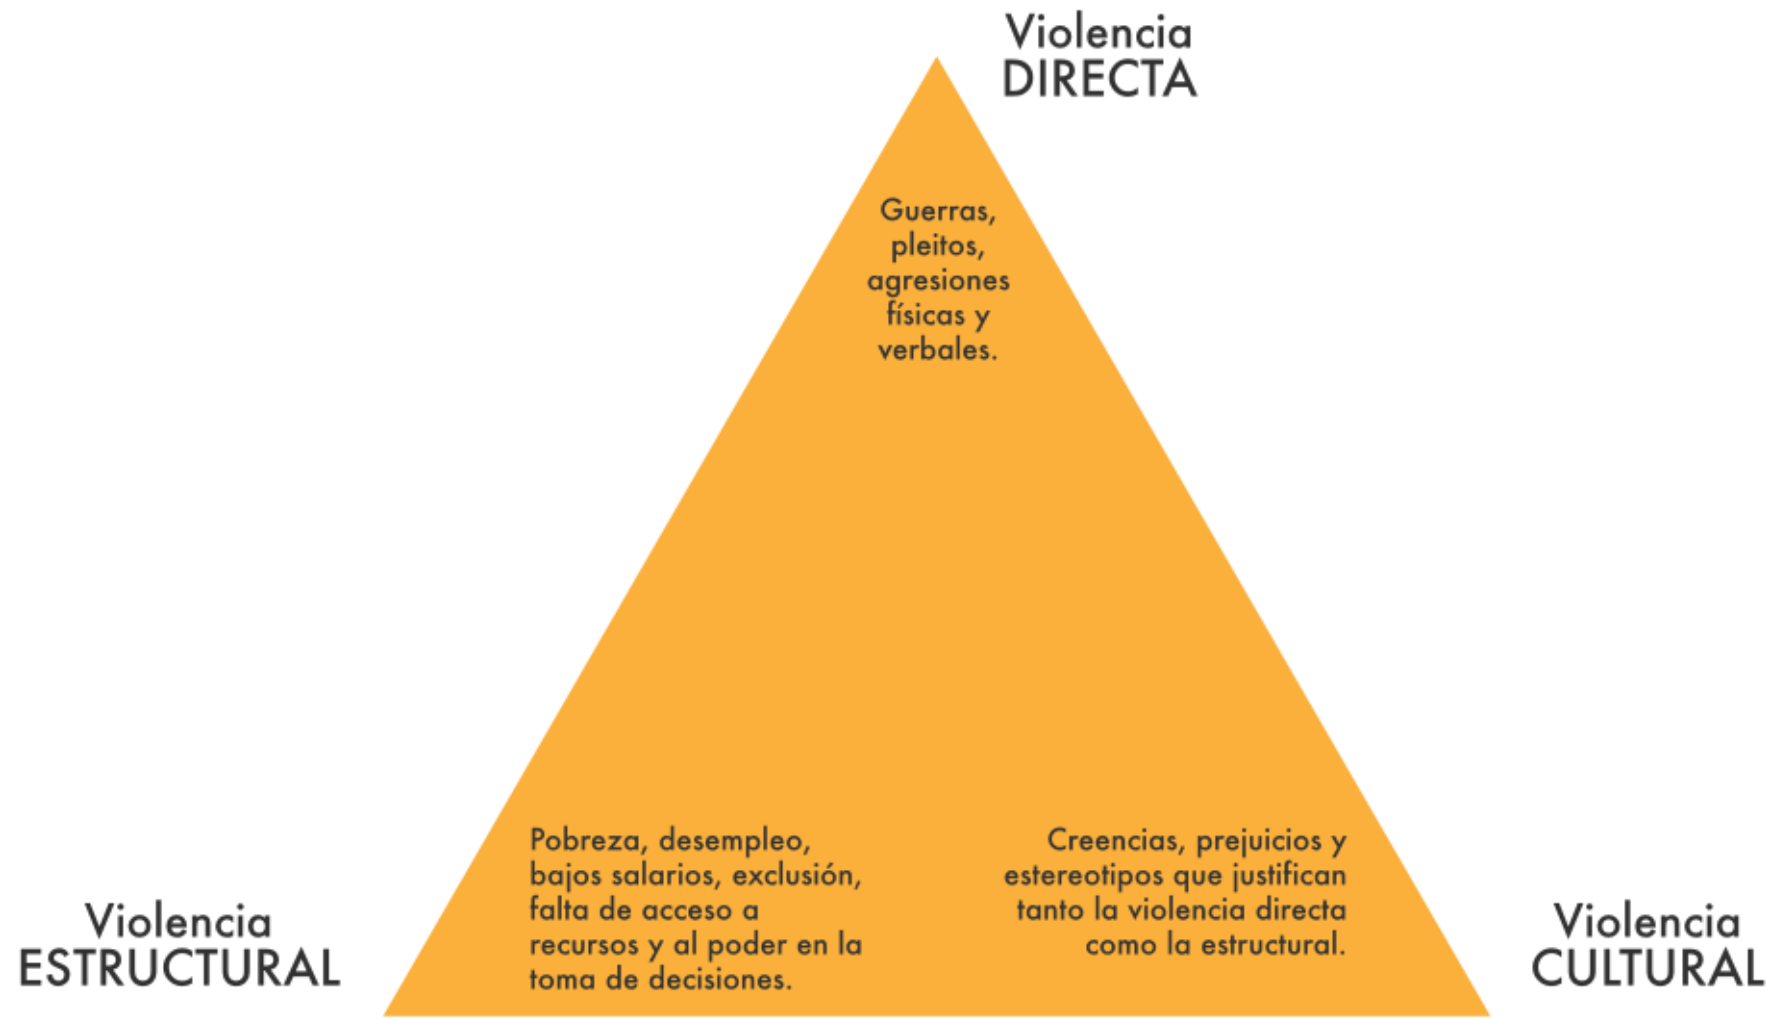 Violencia
DIRECTA
Guerras,
pleitos,
agresiones
físicas y
verbales.
Pobreza, desempleo,
bajos salarios, exclusión,
falta de acceso a
recursos y al poder en la
toma de decisiones.
Creencias, prejuicios y
estereotipos que justifican
tanto la violencia directa
como la estructural.
Violencia
ESTRUCTURAL
Violencia
CULTURAL